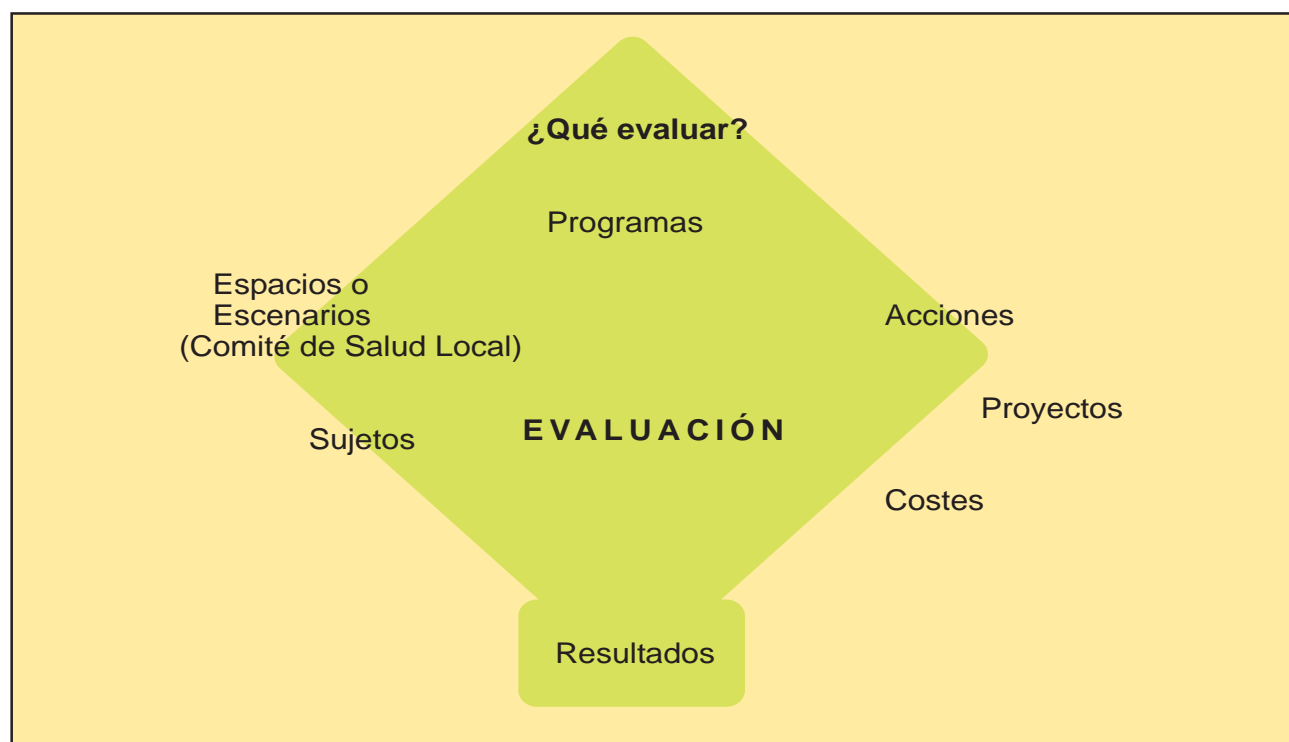 ¿Qué evaluar?
Programas
Espacios o
Escenarios
(Comité de Salud Local)
Acciones
Proyectos
Sujetos
EVALUACIÓN
Costes
Resultados